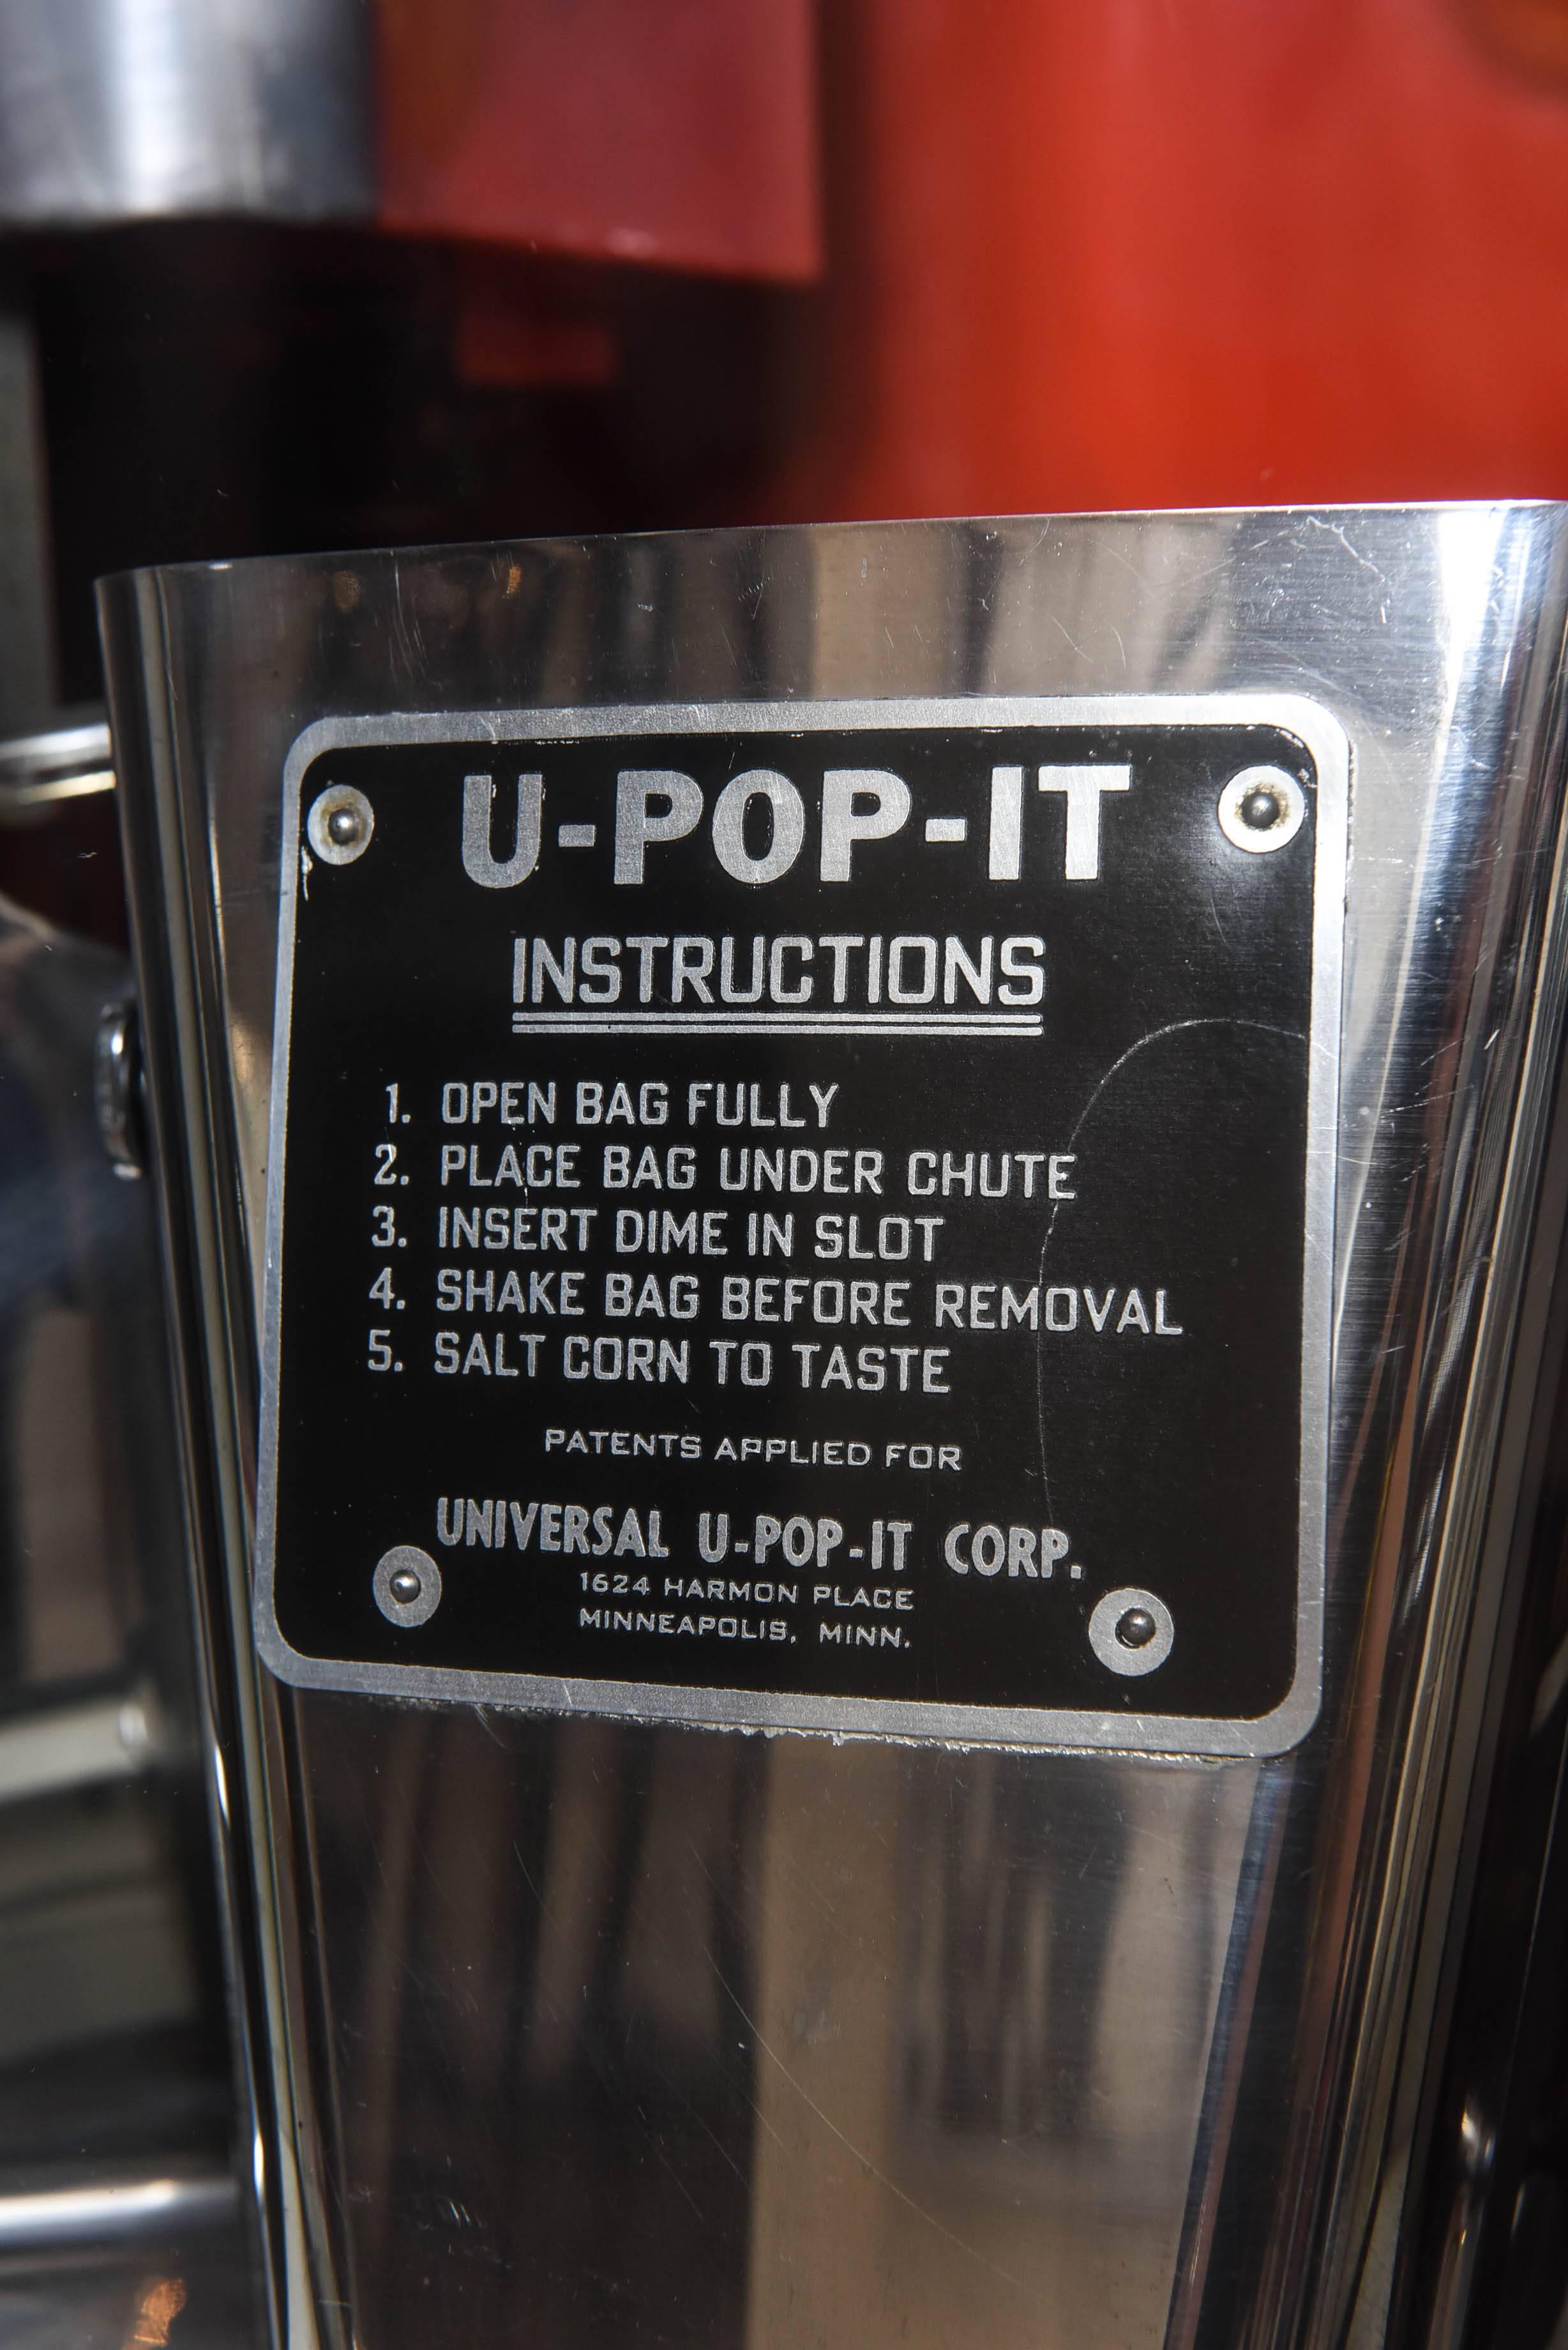 U-POP-IT
INSTRUCTIONS
1. OPEN BAG FULLY
2. PLACE BAG UNDER CHUTE
3. INSERT DIME IN SLOT
4. SHAKE BAG BEFORE REMOVAL
5. SALT CORN TO TASTE
PATENTS APPLIED FOR
UNIVERSAL U-POP-IT CORP.
1624 HARMON PLACE
MINNEAPOLIS, MINN.